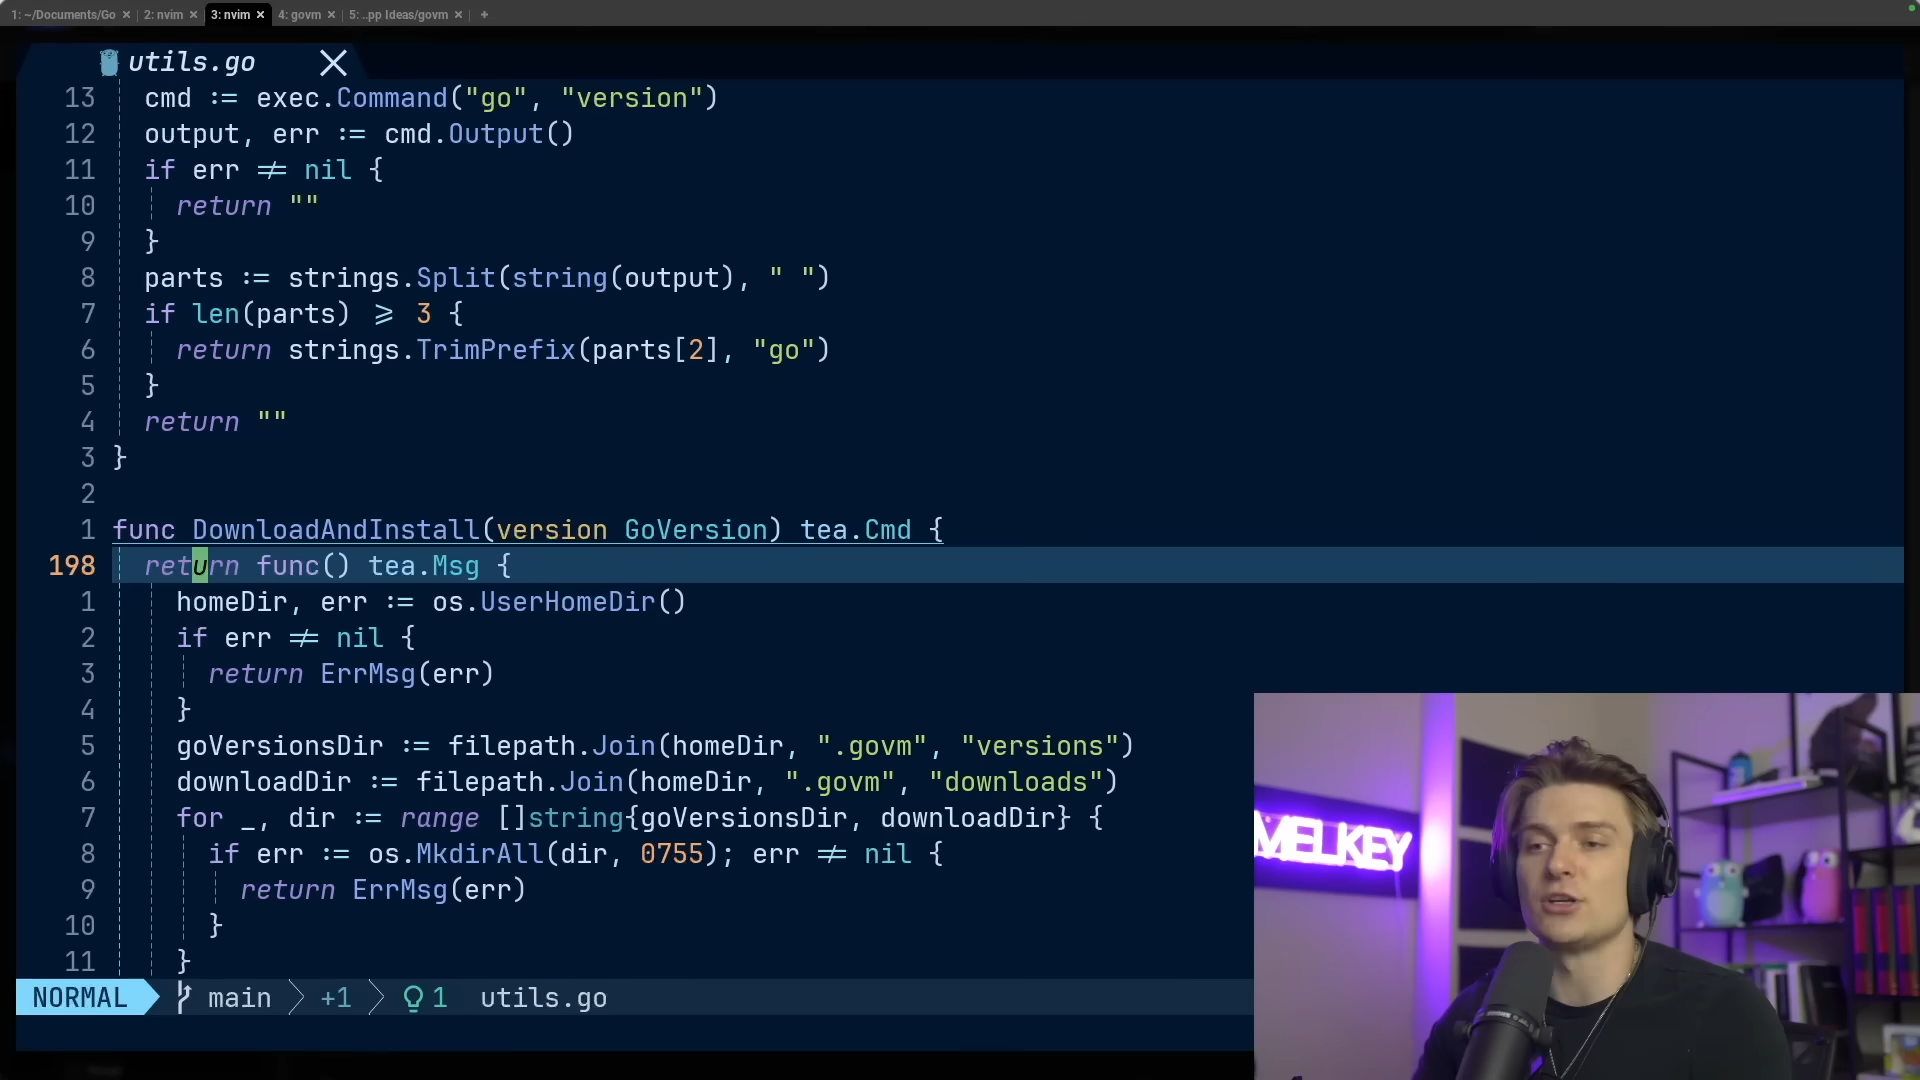 1: ~/Documents/Go × 2: nvim × 3: nvim × 4: govm × 5: ..pp Ideas/govm × +
utils.go ×
13 cmd := exec.Command("go", "version")
12 output, err := cmd.Output()
11 if err != nil {
10 return ""
9 }
8 parts := strings.Split(string(output), " ")
7 if len(parts) >= 3 {
6 return strings.TrimPrefix(parts[2], "go")
5 }
4 return ""
3 }
2
1 func DownloadAndInstall(version GoVersion) tea.Cmd {
198 return func() tea.Msg {
1 homeDir, err := os.UserHomeDir()
2 if err != nil {
3 return ErrMsg(err)
4 }
5 goVersionsDir := filepath.Join(homeDir, ".govm", "versions")
6 downloadDir := filepath.Join(homeDir, ".govm", "downloads")
7 for _, dir := range []string{goVersionsDir, downloadDir} {
8 if err := os.MkdirAll(dir, 0755); err != nil {
9 return ErrMsg(err)
10 }
11 }
NORMAL main +1 1 utils.go
MELKEY